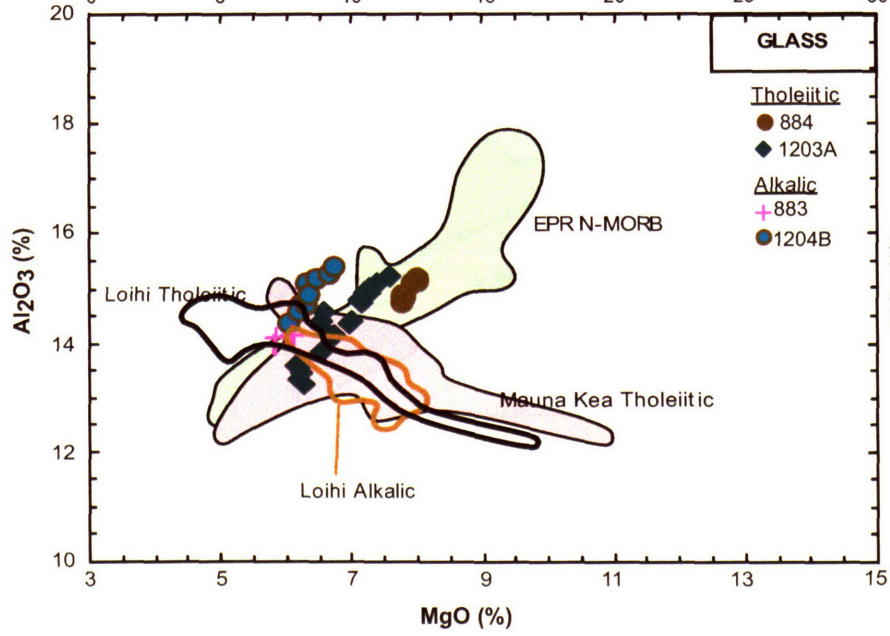 20
GLASS
Tholeiitic
884
1203A
Alkalic
883
1204B
18
16
14
12
10
Al2O3 (%)
EPR N-MORB
Loihi Tholeiitic
Mauna Kea Tholeiitic
Loihi Alkalic
3 5 7 9 11 13 15
MgO (%)